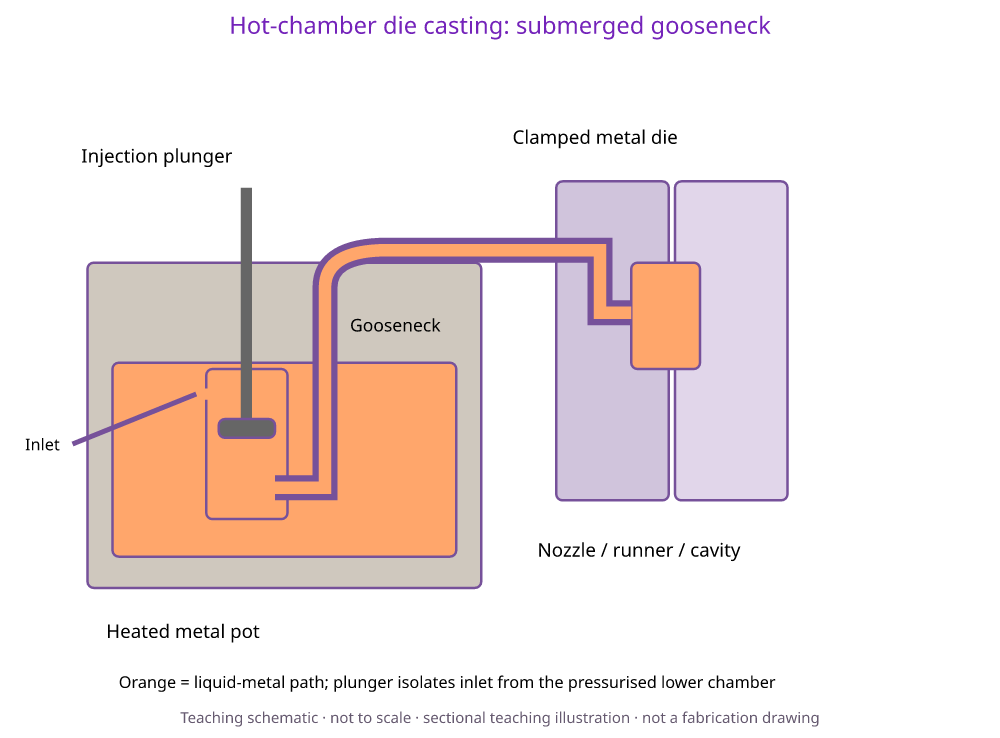 Hot-chamber die casting: submerged gooseneck
Clamped metal die
Injection plunger
Gooseneck
Inlet
Nozzle / runner / cavity
Heated metal pot
Orange = liquid-metal path; plunger isolates inlet from the pressurised lower chamber
Teaching schematic · not to scale · sectional teaching illustration · not a fabrication drawing